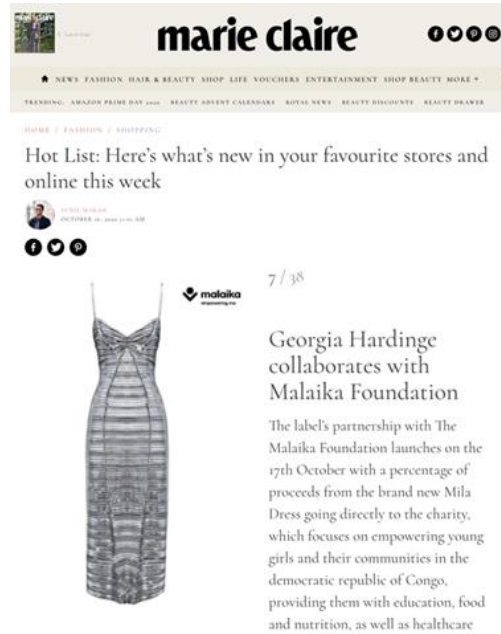 marie claire
NEWS FASHION HAIR & BEAUTY SHOP LIFE VOUCHERS ENTERTAINMENT SHOP BEAUTY MORE +
TRENDING: AMAZON PRIME DAY 2020 BEAUTY ADVENT CALENDARS ROYAL NEWS BEAUTY DISCOUNTS BEAUTY DRAWER
HOME / FASHION / SHOPPING
Hot List: Here's what's new in your favourite stores and
online this week
malaika
empowering me
7 / 38
Georgia Hardinge
collaborates with
Malaika Foundation
The label's partnership with The
Malaika Foundation launches on the
17th October with a percentage of
proceeds from the brand new Mila
Dress going directly to the charity,
which focuses on empowering young
girls and their communities in the
democratic republic of Congo,
providing them with education, food
and nutrition, as well as healthcare